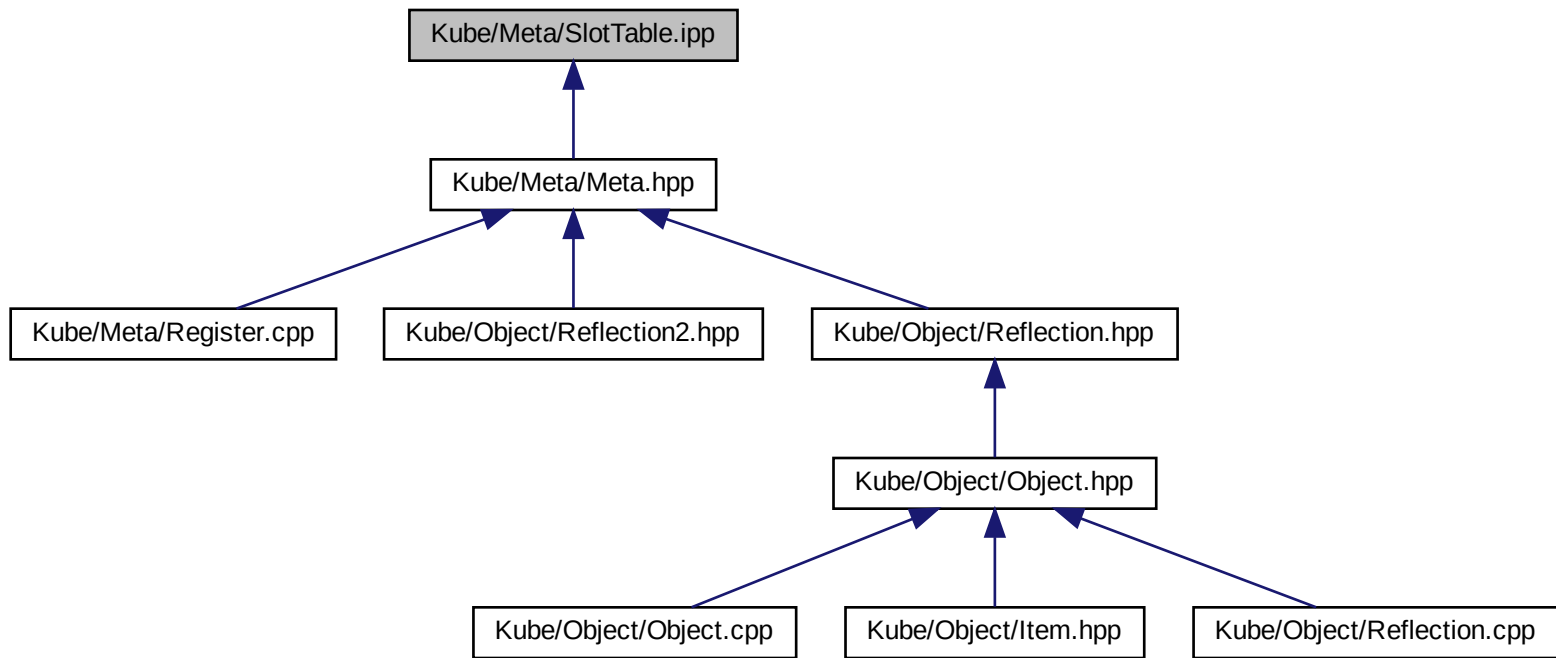 Kube/Meta/SlotTable.ipp
Kube/Meta/Meta.hpp
Kube/Meta/Register.cpp
Kube/Object/Reflection2.hpp
Kube/Object/Reflection.hpp
Kube/Object/Object.hpp
Kube/Object/Object.cpp
Kube/Object/Item.hpp
Kube/Object/Reflection.cpp